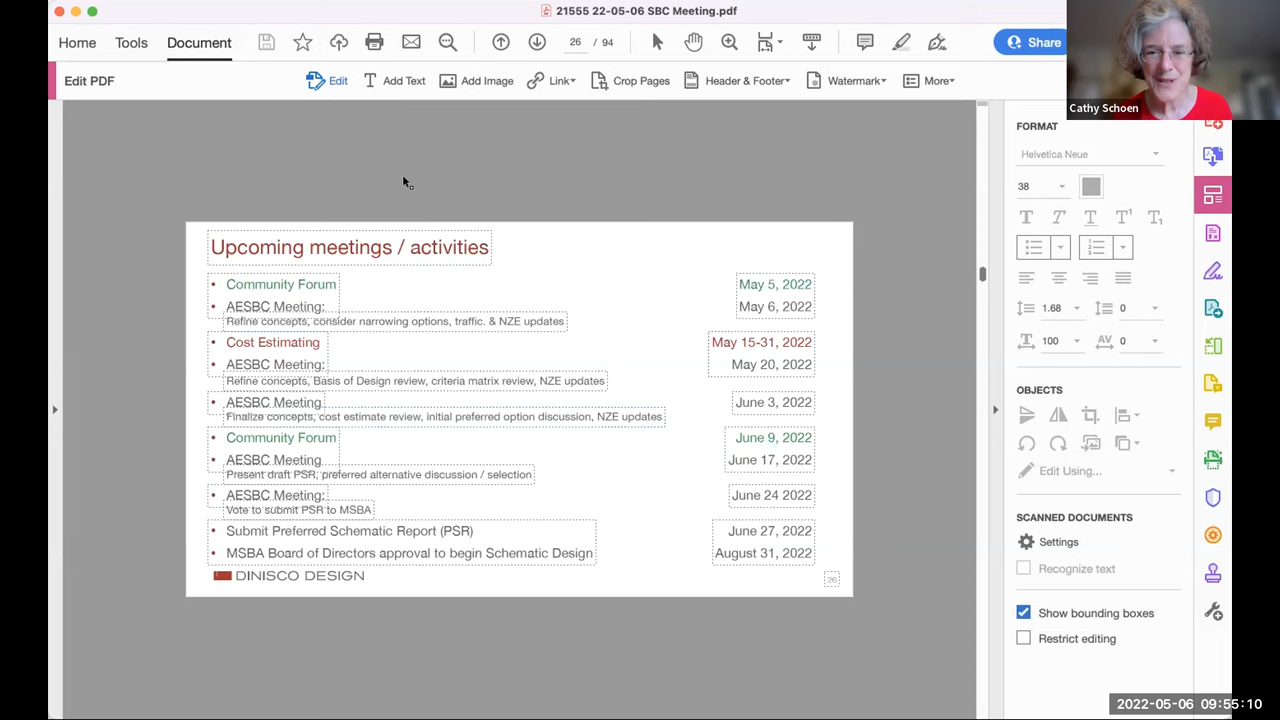 21555 22-05-06 SBC Meeting.pdf
Home Tools Document 26 / 94 Share
Cathy Schoen
Edit PDF Edit Add Text Add Image Link Crop Pages Header & Footer Watermark More
FORMAT
Helvetica Neue
38
1.68 0
100 0
OBJECTS
Edit Using...
SCANNED DOCUMENTS
Settings
Recognize text
Show bounding boxes
Restrict editing
Upcoming meetings / activities
• Community Forum May 5, 2022
• AESBC Meeting: May 6, 2022
Refine concepts, consider narrowing options, traffic. & NZE updates
• Cost Estimating May 15-31, 2022
• AESBC Meeting: May 20, 2022
Refine concepts, Basis of Design review, criteria matrix review, NZE updates
• AESBC Meeting: June 3, 2022
Finalize concepts, cost estimate review, initial preferred option discussion, NZE updates
• Community Forum June 9, 2022
• AESBC Meeting June 17, 2022
Present draft PSR, preferred alternative discussion / selection
• AESBC Meeting: June 24 2022
Vote to submit PSR to MSBA
• Submit Preferred Schematic Report (PSR) June 27, 2022
• MSBA Board of Directors approval to begin Schematic Design August 31, 2022
DINISCO DESIGN 26
2022-05-06 09:55:10